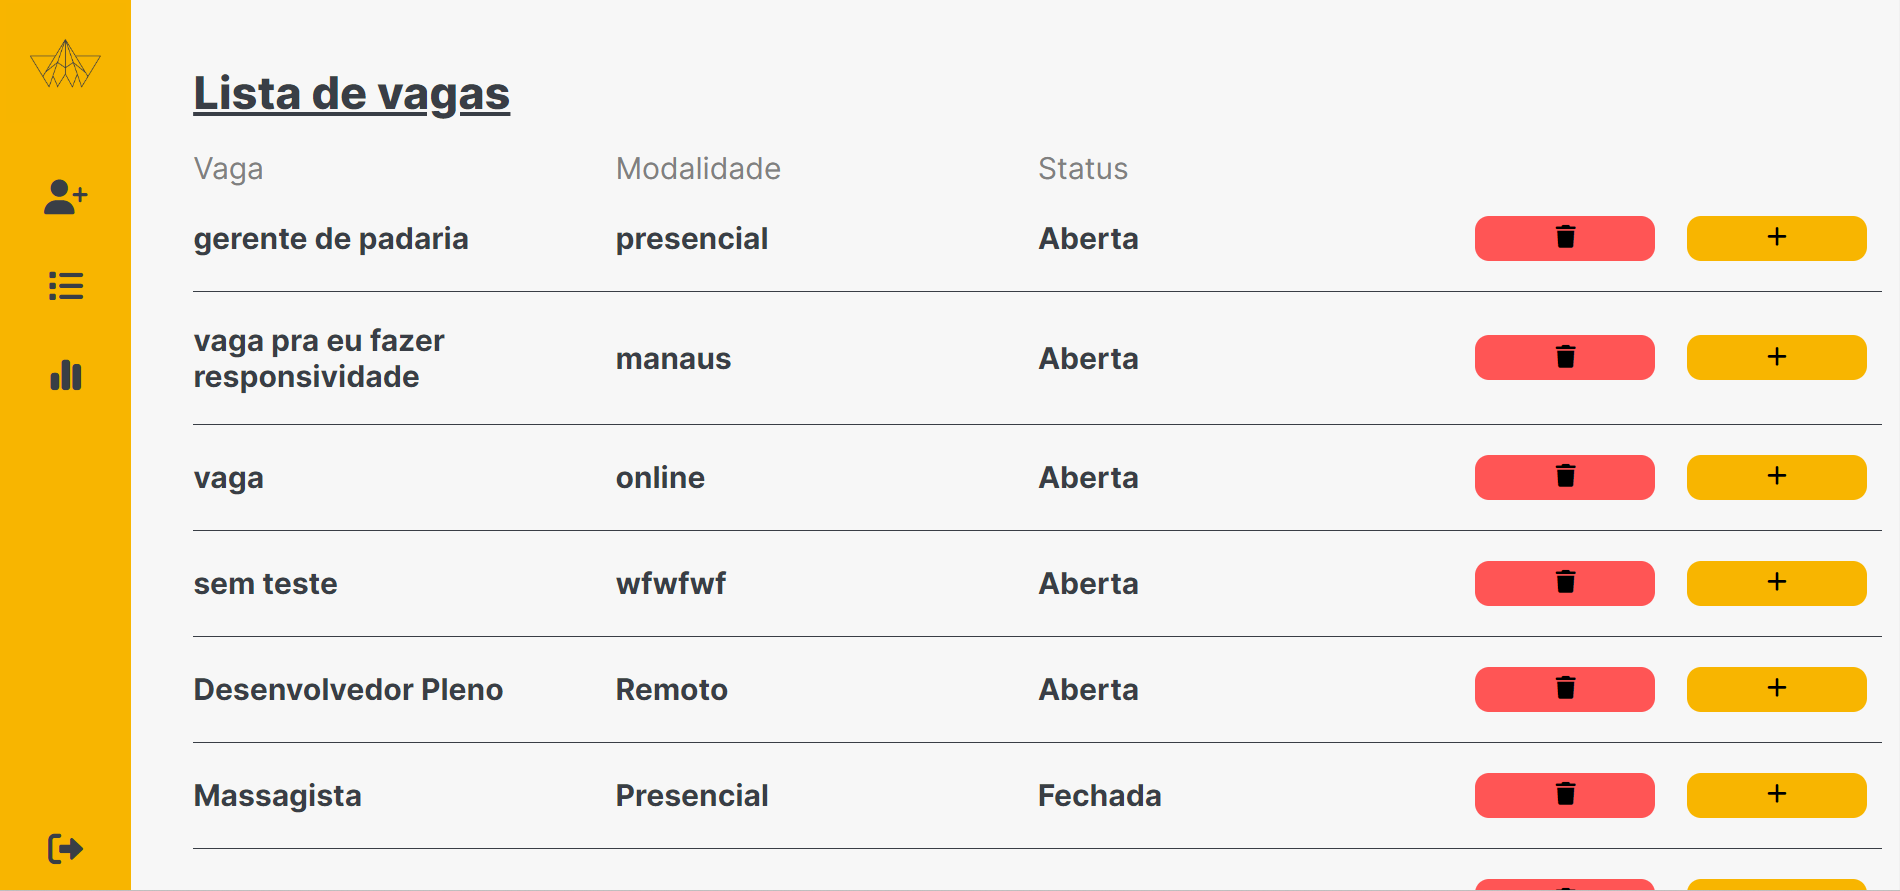 Lista de vagas
Vaga Modalidade Status
gerente de padaria presencial Aberta
vaga pra eu fazer
responsividade manaus Aberta
vaga online Aberta
sem teste wfwfwf Aberta
Desenvolvedor Pleno Remoto Aberta
Massagista Presencial Fechada